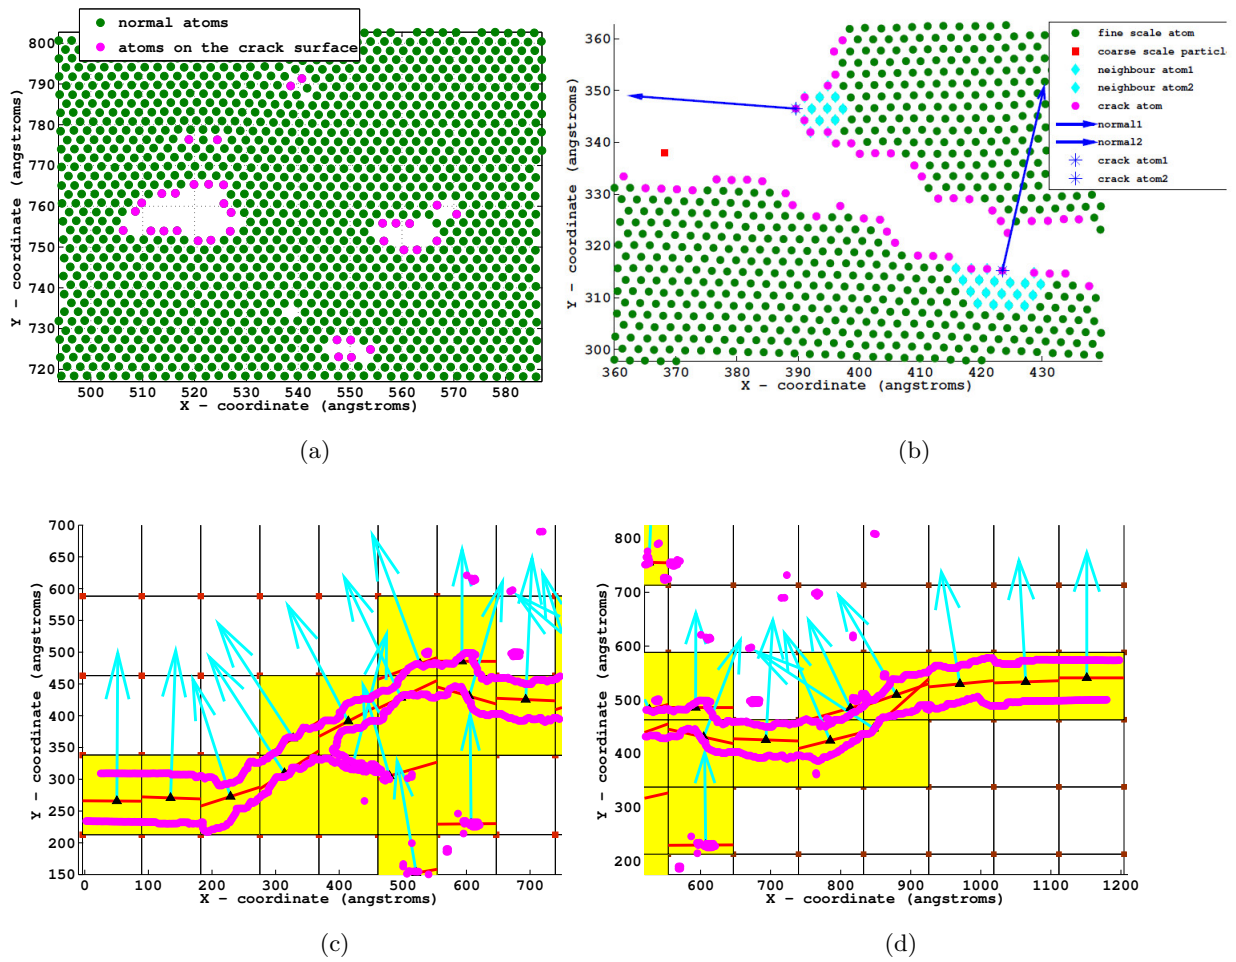 normal atoms
atoms on the crack surface
800
790
780
770
760
750
740
730
720
500
510
520
530
540
550
560
570
580
X - coordinate (angstroms)
Y - coordinate (angstroms)
(a)
fine scale atom
coarse scale particl
neighbour atom1
neighbour atom2
crack atom
normal1
normal2
crack atom1
crack atom2
360
350
340
330
320
310
300
360
370
380
390
400
410
420
430
X - coordinate (angstroms)
Y - coordinate (angstroms)
(b)
700
650
600
550
500
450
400
350
300
250
200
150
0
100
200
300
400
500
600
700
X - coordinate (angstroms)
Y - coordinate (angstroms)
(c)
800
700
600
500
400
300
200
600
700
800
900
1000
1100
1200
X - coordinate (angstroms)
Y - coordinate (angstroms)
(d)